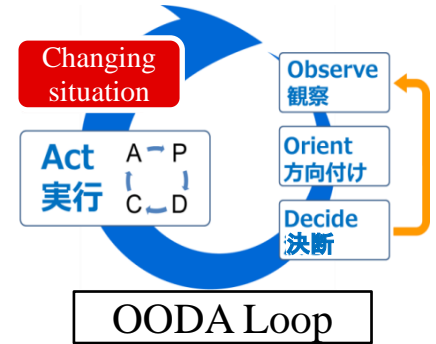 Changing
situation
Observe
観察
Orient
方向付け
Decide
決断
Act
実行
A P
C D
OODA Loop